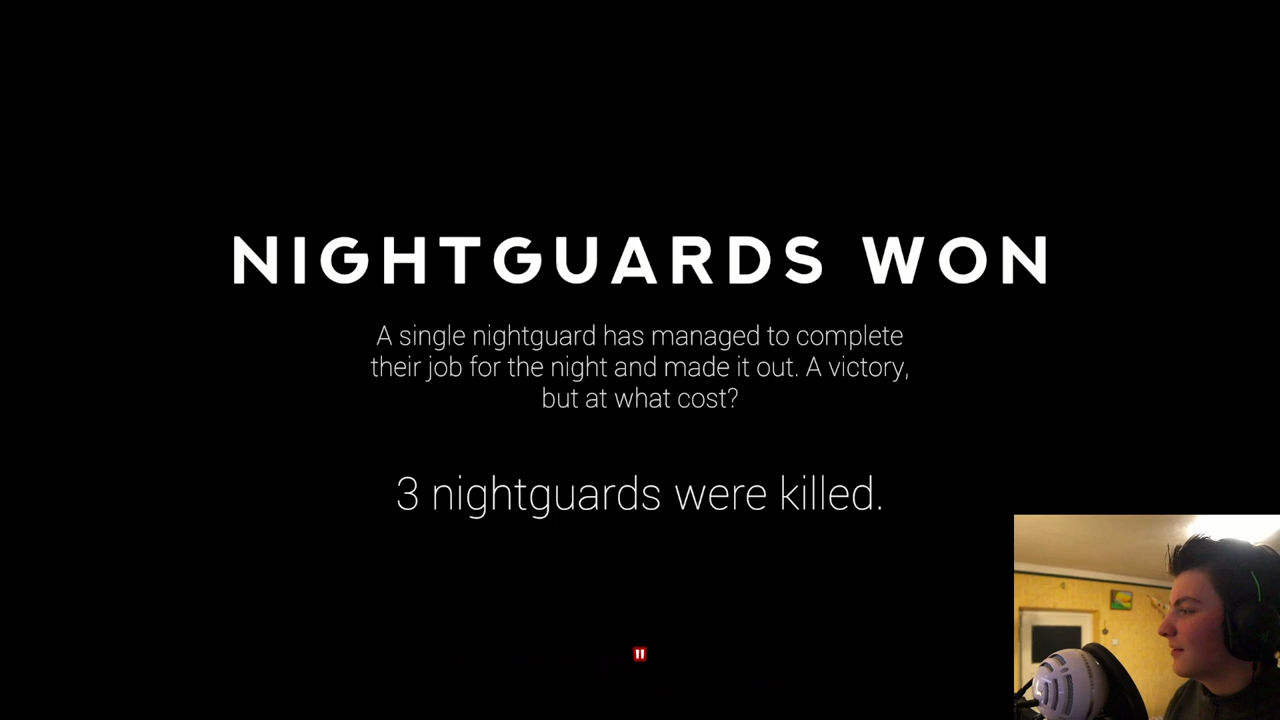 NIGHTGUARDS WON
A single nightguard has managed to complete
their job for the night and made it out. A victory,
but at what cost?
3 nightguards were killed.